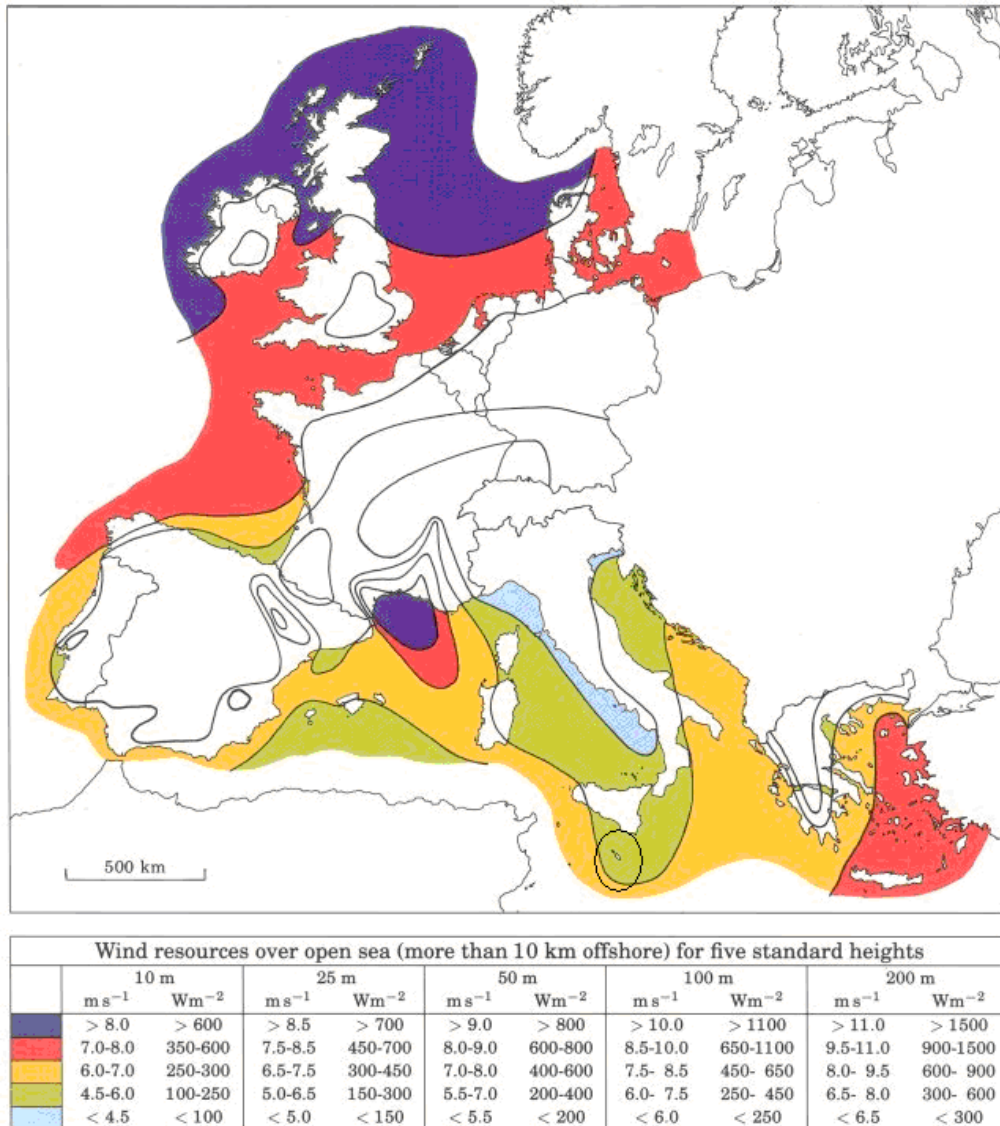 500 km
Wind resources over open sea (more than 10 km offshore) for five standard heights
10 m 25 m 50 m 100 m 200 m
m s⁻¹ Wm⁻² m s⁻¹ Wm⁻² m s⁻¹ Wm⁻² m s⁻¹ Wm⁻² m s⁻¹ Wm⁻²
> 8.0 > 600 > 8.5 > 700 > 9.0 > 800 > 10.0 > 1100 > 11.0 > 1500
7.0-8.0 350-600 7.5-8.5 450-700 8.0-9.0 600-800 8.5-10.0 650-1100 9.5-11.0 900-1500
6.0-7.0 250-300 6.5-7.5 300-450 7.0-8.0 400-600 7.5- 8.5 450- 650 8.0- 9.5 600- 900
4.5-6.0 100-250 5.0-6.5 150-300 5.5-7.0 200-400 6.0- 7.5 250- 450 6.5- 8.0 300- 600
< 4.5 < 100 < 5.0 < 150 < 5.5 < 200 < 6.0 < 250 < 6.5 < 300